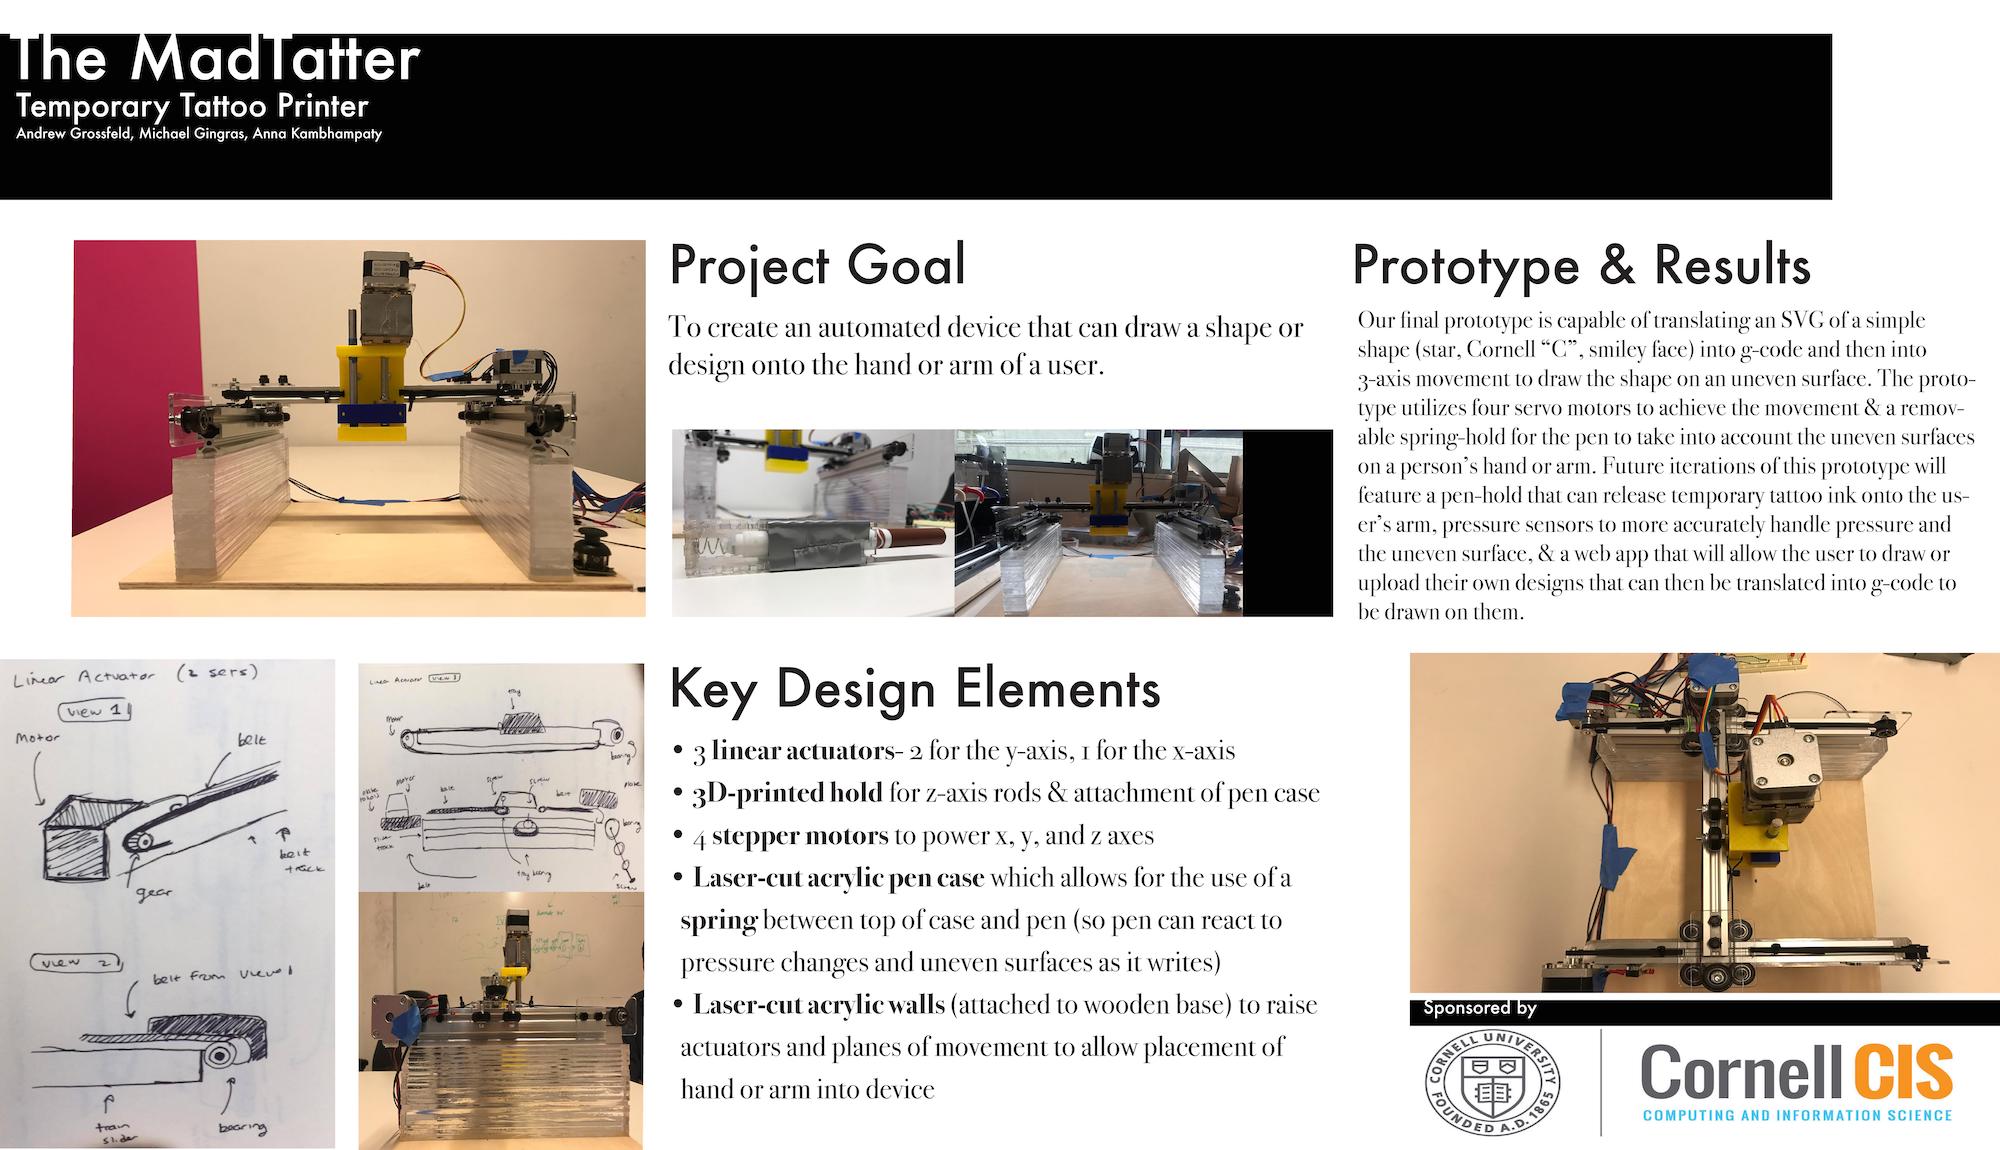 The MadTatter
Temporary Tattoo Printer
Andrew Grossfeld, Michael Gingras, Anna Kambhampaty
Project Goal
To create an automated device that can draw a shape or
design onto the hand or arm of a user.
Prototype & Results
Our final prototype is capable of translating an SVG of a simple
shape (star, Cornell “C”, smiley face) into g-code and then into
3-axis movement to draw the shape on an uneven surface. The proto-
type utilizes four servo motors to achieve the movement & a remov-
able spring-hold for the pen to take into account the uneven surfaces
on a person’s hand or arm. Future iterations of this prototype will
feature a pen-hold that can release temporary tattoo ink onto the us-
er’s arm, pressure sensors to more accurately handle pressure and
the uneven surface, & a web app that will allow the user to draw or
upload their own designs that can then be translated into g-code to
be drawn on them.
Linear Actuator (2 sets)
view 1
Motor
belt
belt
track
gear
view 2
belt from view 1
train
slider
bearing
Linear Actuator view 3
tray
Motor
bearing
Motor
screw
screw
belt
belt
slider
track
bearing
tray bearing
belt
screw
Key Design Elements
• 3 linear actuators- 2 for the y-axis, 1 for the x-axis
• 3D-printed hold for z-axis rods & attachment of pen case
• 4 stepper motors to power x, y, and z axes
• Laser-cut acrylic pen case which allows for the use of a
spring between top of case and pen (so pen can react to
pressure changes and uneven surfaces as it writes)
• Laser-cut acrylic walls (attached to wooden base) to raise
actuators and planes of movement to allow placement of
hand or arm into device
Sponsored by
CORNELL UNIVERSITY
FOUNDED A.D. 1865
Cornell CIS
COMPUTING AND INFORMATION SCIENCE